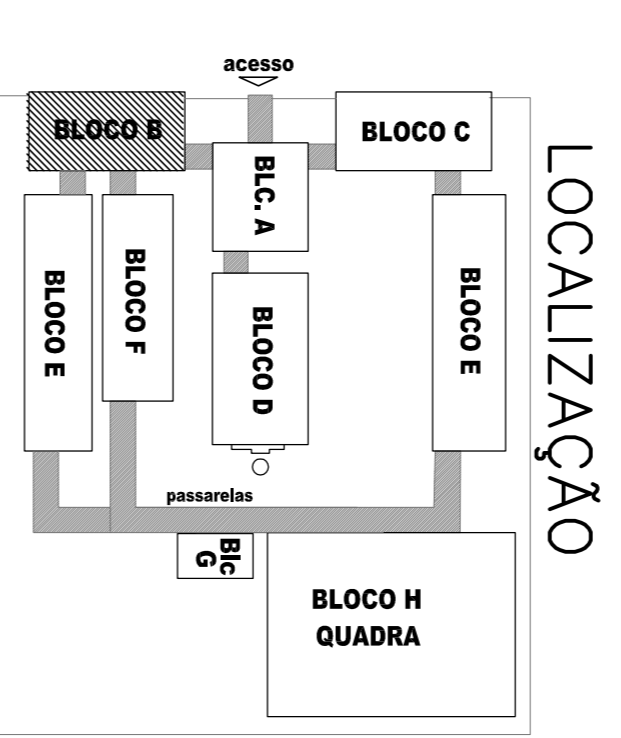 acesso
BLOCO B
BLC. A
BLOCO C
BLOCO E
BLOCO F
BLOCO D
BLOCO E
passarelas
Blc
G
BLOCO H
QUADRA
LOCALIZAÇÃO